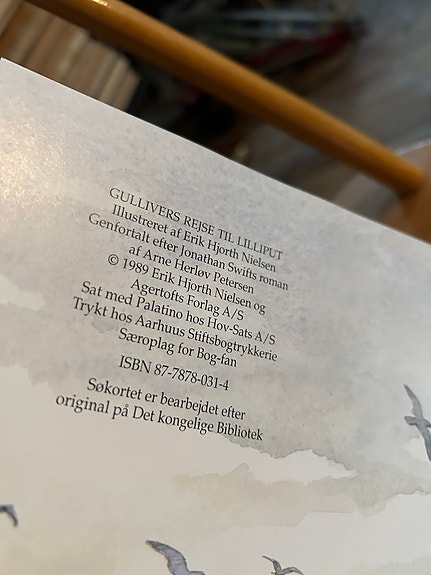 GULLIVERS REJSE TIL LILLIPUT
Illustreret af Erik Hjorth Nielsen
Genfortalt efter Jonathan Swifts roman
af Arne Herløv Petersen
© 1989 Erik Hjorth Nielsen og
Agertofts Forlag A/S
Sat med Palatino hos Hov-Sats A/S
Trykt hos Aarhuus Stiftsbogtrykkerie
Særoplag for Bog-fan
ISBN 87-7878-031-4
Søkortet er bearbejdet efter
original på Det kongelige Bibliotek